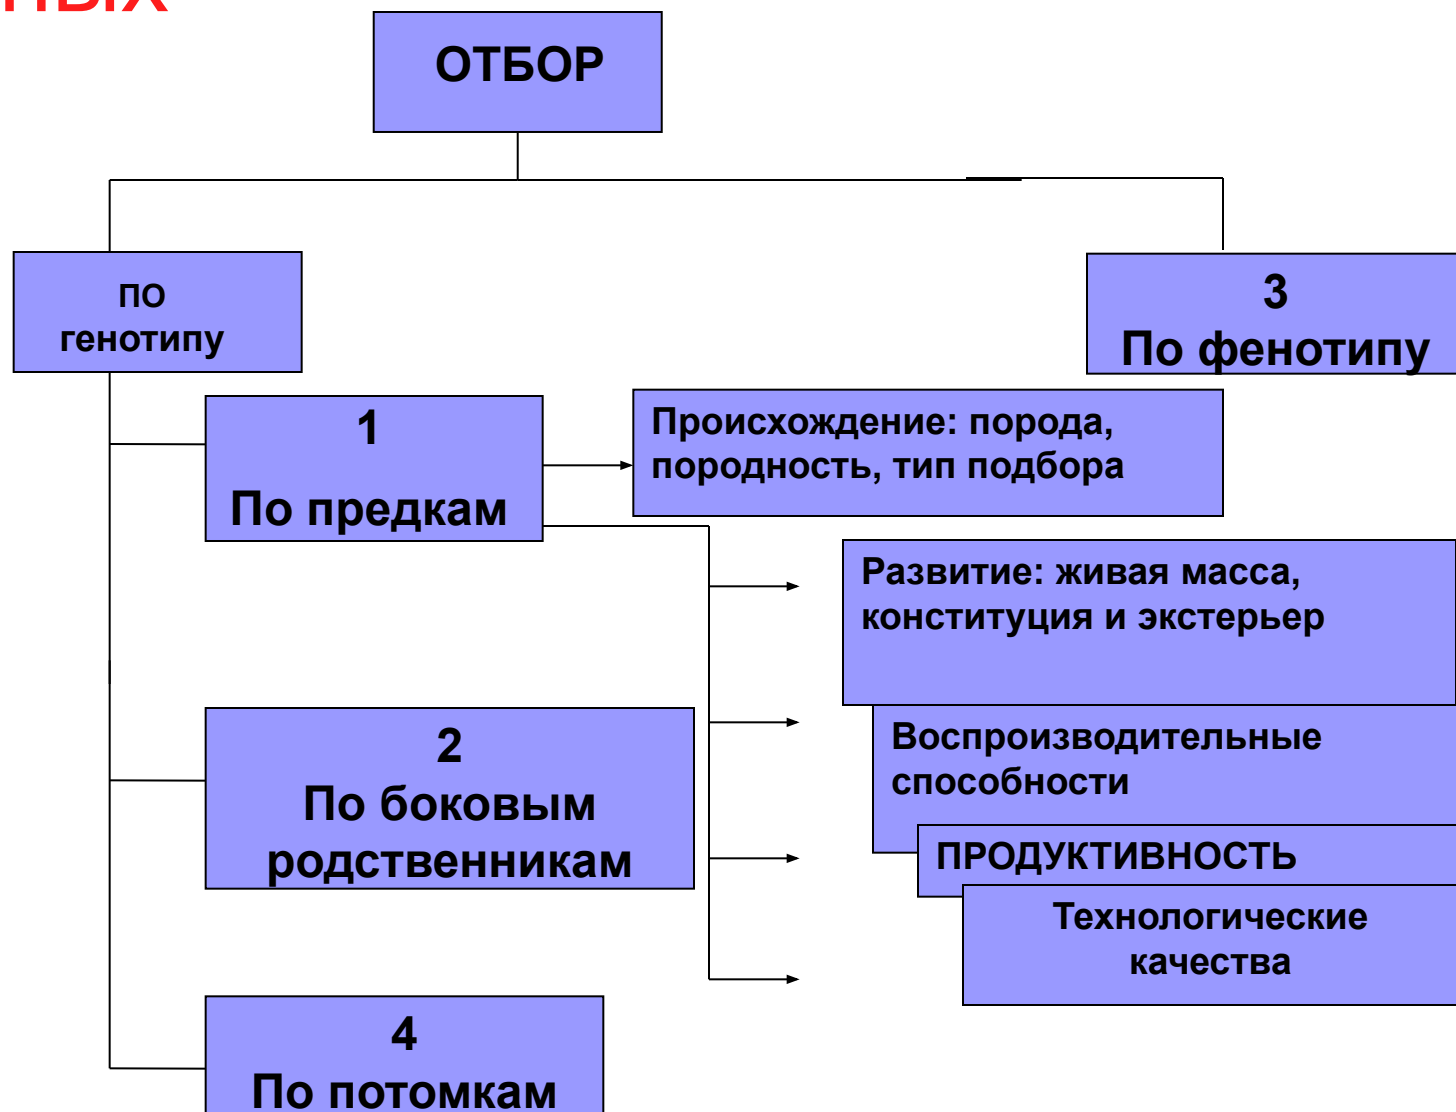 ОТБОР
ПО
генотипу
3
По фенотипу
1
По предкам
Происхождение: порода,
породность, тип подбора
Развитие: живая масса,
конституция и экстерьер
2
По боковым
родственникам
Воспроизводительные
способности
ПРОДУКТИВНОСТЬ
Технологические
качества
4
По потомкам